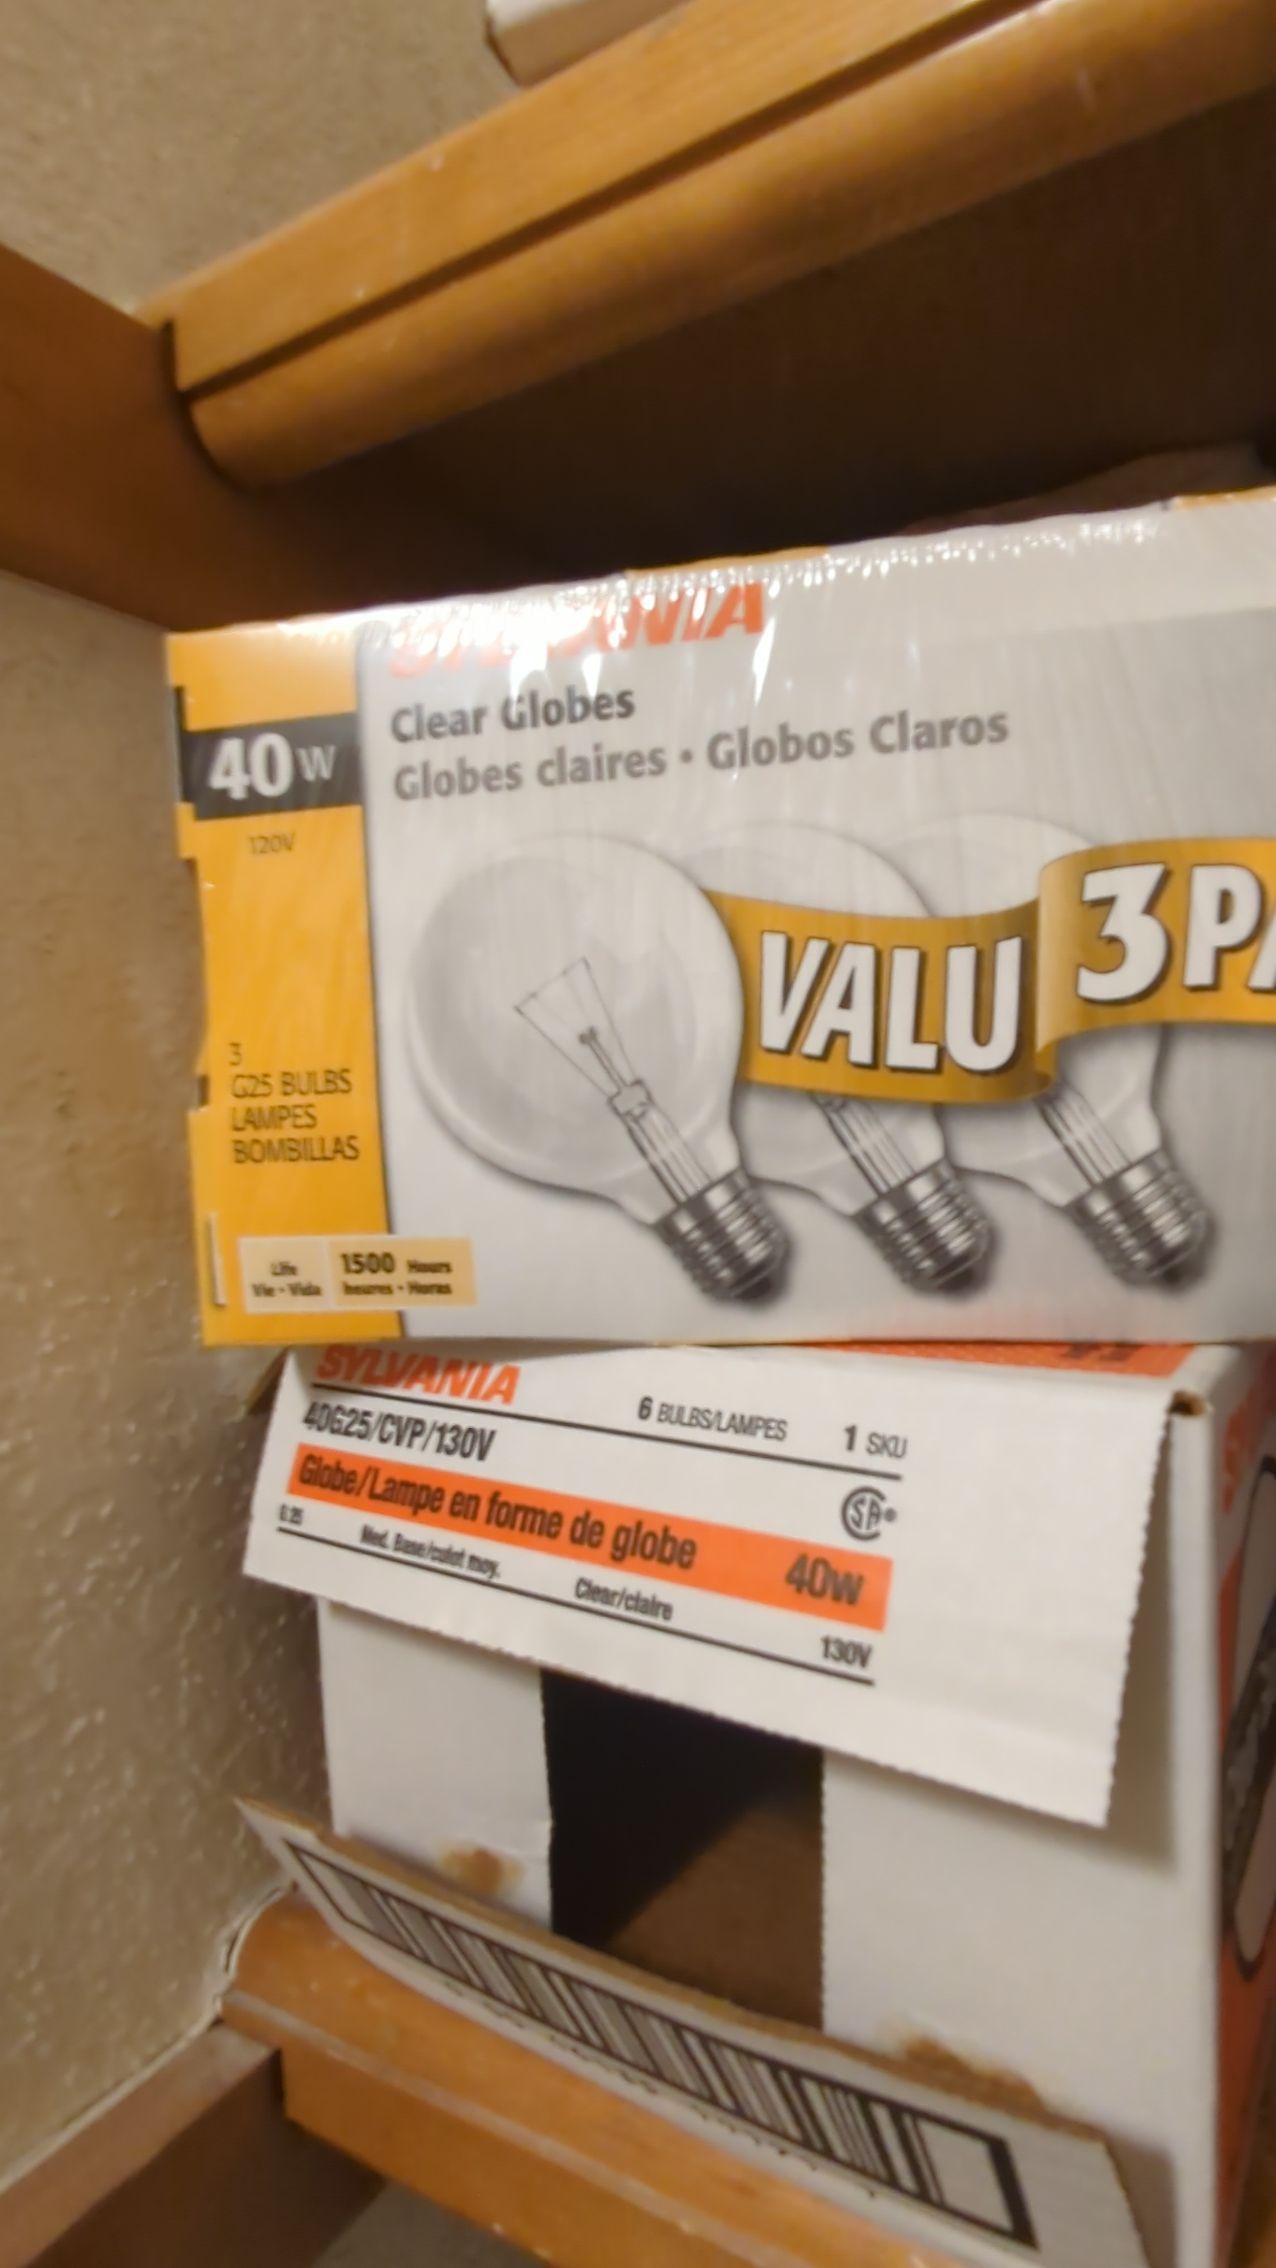 SYLVANIA
Clear Globes
Globes claires • Globos Claros
40W
120V
VALU 3
3
G25 BULBS
LAMPES
BOMBILLAS
Life
Vie • Vida
1500 Hours
heures • Horas
SYLVANIA
6 BULBS/LAMPES 1 SKU
40G25/CVP/130V
Globe/Lampe en forme de globe 40w
G 25 Med. Base/culot moy. Clear/claire 130V